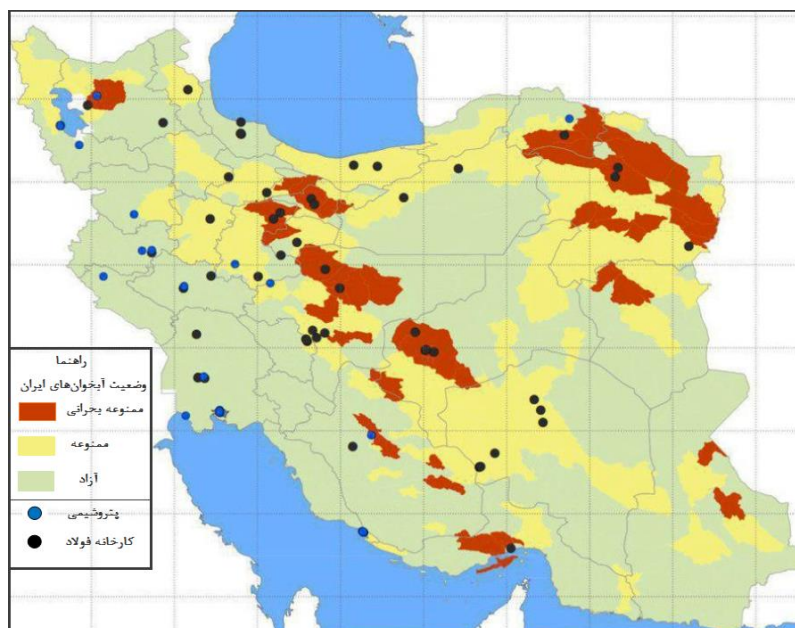 راهنما
وضعیت آبخوان‌های ایران
ممنوعه بحرانی
ممنوعه
آزاد
پتروشیمی
کارخانه فولاد